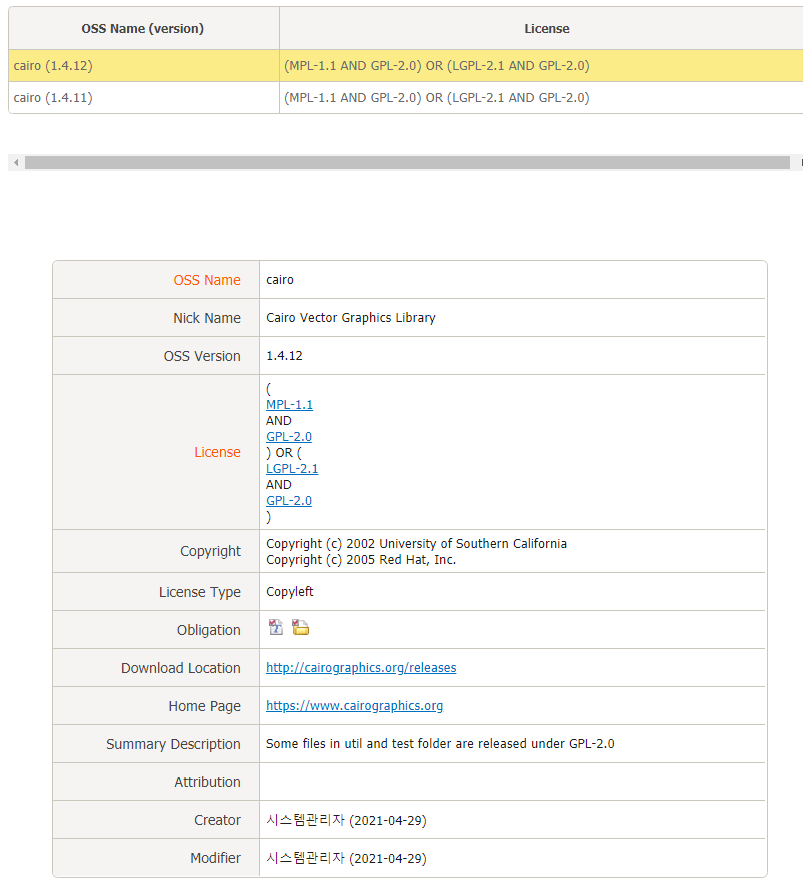 OSS Name (version) License
cairo (1.4.12) (MPL-1.1 AND GPL-2.0) OR (LGPL-2.1 AND GPL-2.0)
cairo (1.4.11) (MPL-1.1 AND GPL-2.0) OR (LGPL-2.1 AND GPL-2.0)
OSS Name cairo
Nick Name Cairo Vector Graphics Library
OSS Version 1.4.12
License
(
MPL-1.1
AND
GPL-2.0
) OR (
LGPL-2.1
AND
GPL-2.0
)
Copyright
Copyright (c) 2002 University of Southern California
Copyright (c) 2005 Red Hat, Inc.
License Type Copyleft
Obligation
Download Location http://cairographics.org/releases
Home Page https://www.cairographics.org
Summary Description Some files in util and test folder are released under GPL-2.0
Attribution
Creator 시스템관리자 (2021-04-29)
Modifier 시스템관리자 (2021-04-29)